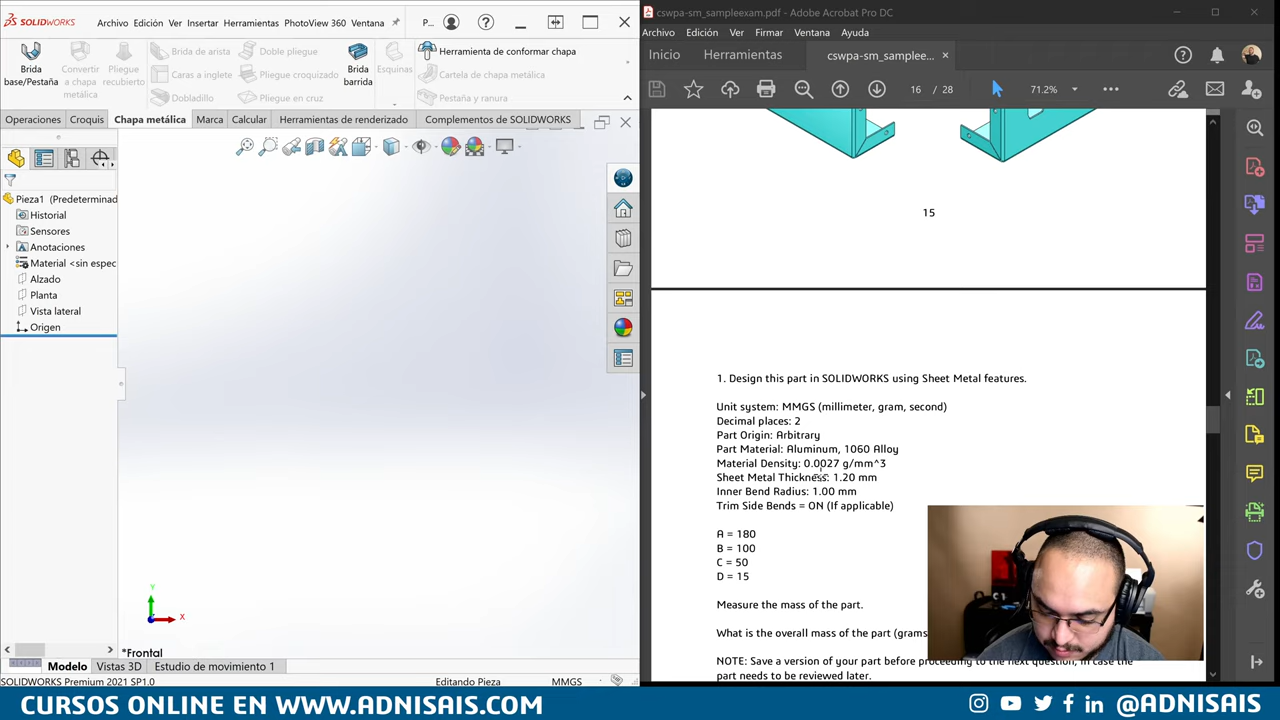 SOLIDWORKS
Archivo Edición Ver Insertar Herramientas PhotoView 360 Ventana P...
Brida base/Pestaña
Convertir a chapa metálica
Pliegue recubierto
Brida de arista
Caras a inglete
Dobladillo
Doble pliegue
Pliegue croquizado
Pliegue en cruz
Brida barrida
Esquinas
Herramienta de conformar chapa
Cartela de chapa metálica
Pestaña y ranura
Operaciones Croquis Chapa metálica Marca Calcular Herramientas de renderizado Complementos de SOLIDWORKS
Pieza1 (Predeterminad
Historial
Sensores
Anotaciones
Material <sin espec
Alzado
Planta
Vista lateral
Origen
Y
X
*Frontal
Modelo Vistas 3D Estudio de movimiento 1
SOLIDWORKS Premium 2021 SP1.0 Editando Pieza MMGS
cswpa-sm_sampleexam.pdf - Adobe Acrobat Pro DC
Archivo Edición Ver Firmar Ventana Ayuda
Inicio Herramientas cswpa-sm_samplee... ×
16 / 28 71.2%
15
1. Design this part in SOLIDWORKS using Sheet Metal features.
Unit system: MMGS (millimeter, gram, second)
Decimal places: 2
Part Origin: Arbitrary
Part Material: Aluminum, 1060 Alloy
Material Density: 0.0027 g/mm^3
Sheet Metal Thickness: 1.20 mm
Inner Bend Radius: 1.00 mm
Trim Side Bends = ON (If applicable)
A = 180
B = 100
C = 50
D = 15
Measure the mass of the part.
What is the overall mass of the part (grams
NOTE: Save a version of your part before proceeding to the next question, in case the
part needs to be reviewed later.
CURSOS ONLINE EN WWW.ADNISAIS.COM
@ADNISAIS